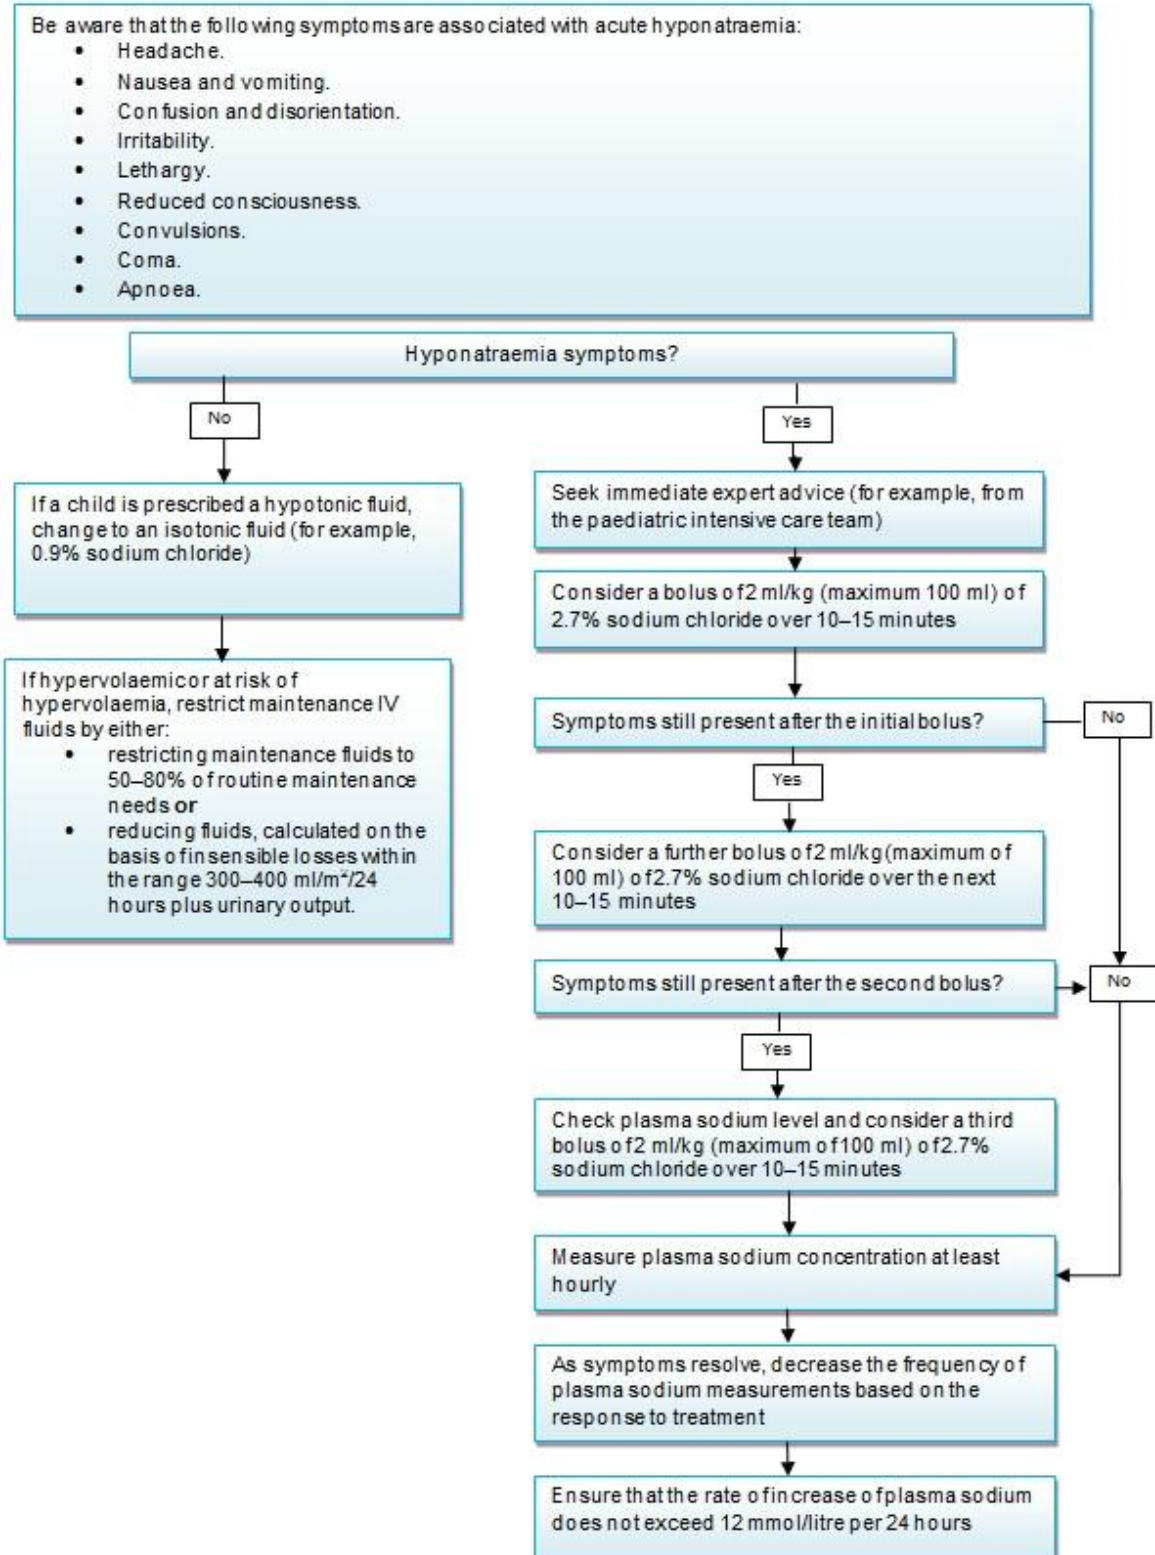 Be aware that the following symptoms are associated with acute hyponatraemia:
• Headache.
• Nausea and vomiting.
• Confusion and disorientation.
• Irritability.
• Lethargy.
• Reduced consciousness.
• Convulsions.
• Coma.
• Apnoea.
Hyponatraemia symptoms?
No
Yes
If a child is prescribed a hypotonic fluid,
change to an isotonic fluid (for example,
0.9% sodium chloride)
If hypervolaemic or at risk of
hypervolaemia, restrict maintenance IV
fluids by either:
• restricting maintenance fluids to
50–80% of routine maintenance
needs or
• reducing fluids, calculated on the
basis of insensible losses within
the range 300–400 ml/m²/24
hours plus urinary output.
Seek immediate expert advice (for example, from
the paediatric intensive care team)
Consider a bolus of 2 ml/kg (maximum 100 ml) of
2.7% sodium chloride over 10–15 minutes
Symptoms still present after the initial bolus?
No
Yes
Consider a further bolus of 2 ml/kg (maximum of
100 ml) of 2.7% sodium chloride over the next
10–15 minutes
Symptoms still present after the second bolus?
No
Yes
Check plasma sodium level and consider a third
bolus of 2 ml/kg (maximum of 100 ml) of 2.7%
sodium chloride over 10–15 minutes
Measure plasma sodium concentration at least
hourly
As symptoms resolve, decrease the frequency of
plasma sodium measurements based on the
response to treatment
Ensure that the rate of increase of plasma sodium
does not exceed 12 mmol/litre per 24 hours